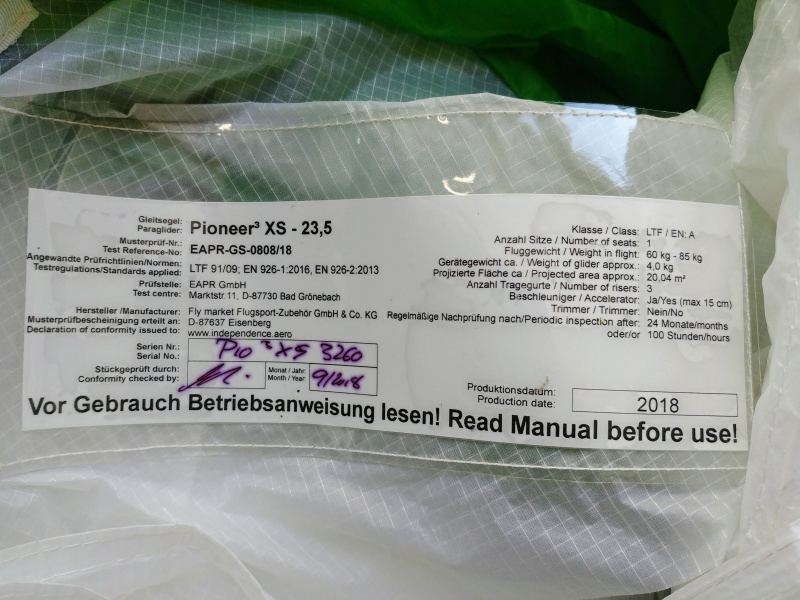 Gleitsegel:
Paraglider: Pioneer³ XS - 23,5
Musterprüf-Nr.:
Test Reference-No: EAPR-GS-0808/18
Angewandte Prüfrichtlinien/Normen:
Testregulations/Standards applied: LTF 91/09; EN 926-1:2016, EN 926-2:2013
Prüfstelle: EAPR GmbH
Test centre: Marktstr.11, D-87730 Bad Grönebach
Hersteller /Manufacturer: Fly market Flugsport-Zubehör GmbH & Co. KG
Musterprüfbescheinigung erteilt an: D-87637 Eisenberg
Declaration of conformity issued to: www.independence.aero
Serien Nr.:
Serial No.: Pio ³ XS 3260
Stückgeprüft durch:
Conformity checked by:
Monat / Jahr:
Month / Year: 9/2018
Klasse / Class: LTF / EN: A
Anzahl Sitze / Number of seats: 1
Fluggewicht / Weight in flight: 60 kg - 85 kg
Gerätegewicht ca. / Weight of glider approx.: 4,0 kg
Projizierte Fläche ca / Projected area approx.: 20,04 m²
Anzahl Tragegurte / Number of risers: 3
Beschleuniger / Accelerator: Ja/Yes (max 15 cm)
Trimmer / Trimmer: Nein/No
Regelmäßige Nachprüfung nach/Periodic inspection after: 24 Monate/months
oder/or 100 Stunden/hours
Produktionsdatum:
Production date: 2018
Vor Gebrauch Betriebsanweisung lesen! Read Manual before use!